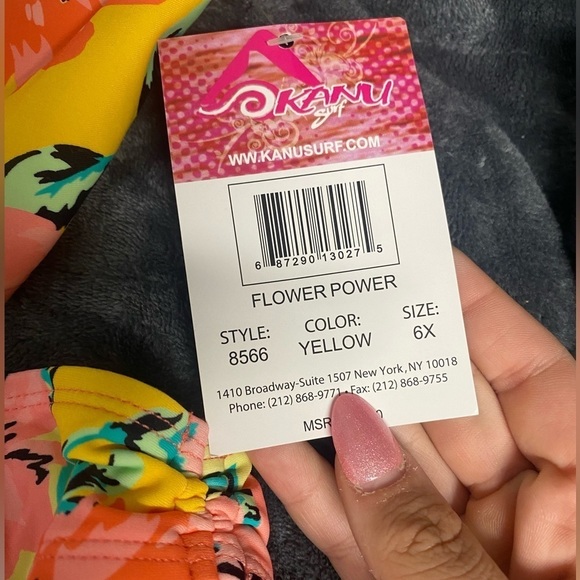 KANU
Surf
WW.KANUSURF.COM
6 87290 13027 5
FLOWER POWER
STYLE: COLOR: SIZE:
8566 YELLOW 6X
1410 Broadway-Suite 1507 New York, NY 10018
Phone: (212) 868-9771 • Fax: (212) 868-9755